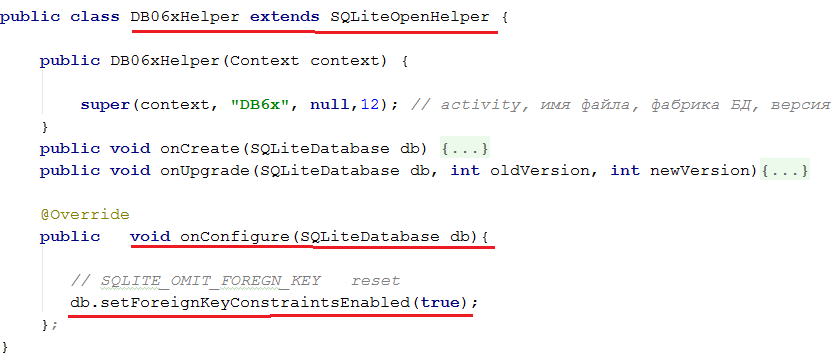 public class DB06xHelper extends SQLiteOpenHelper {
public DB06xHelper(Context context) {
super(context, "DB6x", null,12); // activity, имя файла, фабрика БД, версия
}
public void onCreate(SQLiteDatabase db) {...}
public void onUpgrade(SQLiteDatabase db, int oldVersion, int newVersion){...}
@Override
public void onConfigure(SQLiteDatabase db){
// SQLITE_OMIT_FOREGN_KEY reset
db.setForeignKeyConstraintsEnabled(true);
};
}